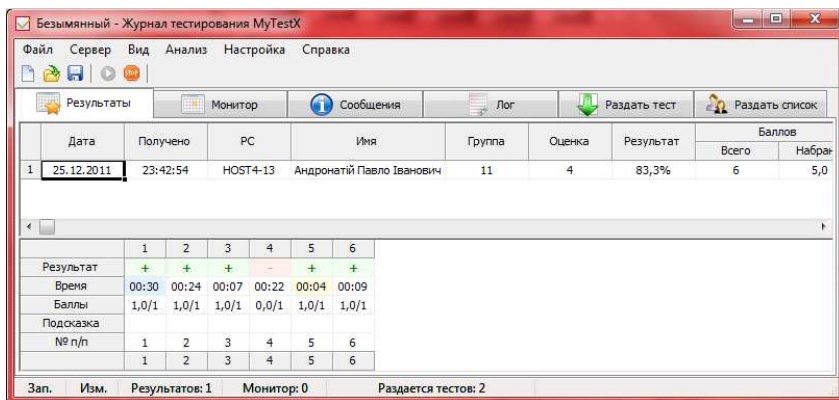 Безымянный - Журнал тестирования MyTestX
Файл Сервер Вид Анализ Настройка Справка
STOP
Результаты Монитор Сообщения Лог Раздать тест Раздать список
Дата Получено PC Имя Группа Оценка Результат Баллов
Всего Набран
1 25.12.2011 23:42:54 HOST4-13 Андронатій Павло Іванович 11 4 83,3% 6 5,0
1 2 3 4 5 6
Результат + + + - + +
Время 00:30 00:24 00:07 00:22 00:04 00:09
Баллы 1,0/1 1,0/1 1,0/1 0,0/1 1,0/1 1,0/1
Подсказка
№ п/п 1 2 3 4 5 6
1 2 3 4 5 6
Зап. Изм. Результатов: 1 Монитор: 0 Раздается тестов: 2